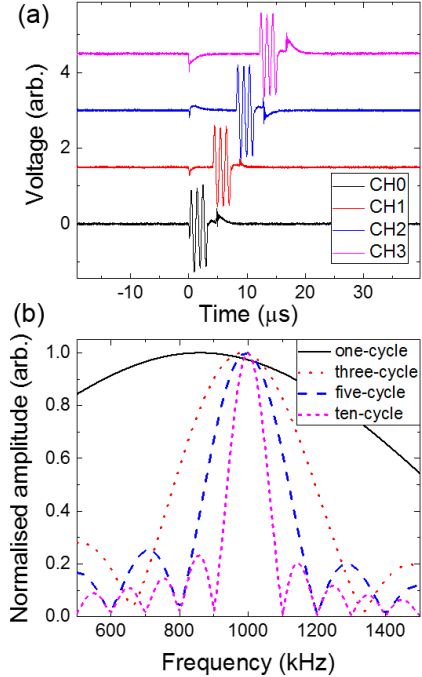 (a)
Voltage (arb.)
4
2
0
CH0
CH1
CH2
CH3
-10
0
10
20
30
Time (μs)
(b)
Normalised amplitude (arb.)
1.0
0.8
0.6
0.4
0.2
0.0
one-cycle
three-cycle
five-cycle
ten-cycle
600
800
1000
1200
1400
Frequency (kHz)